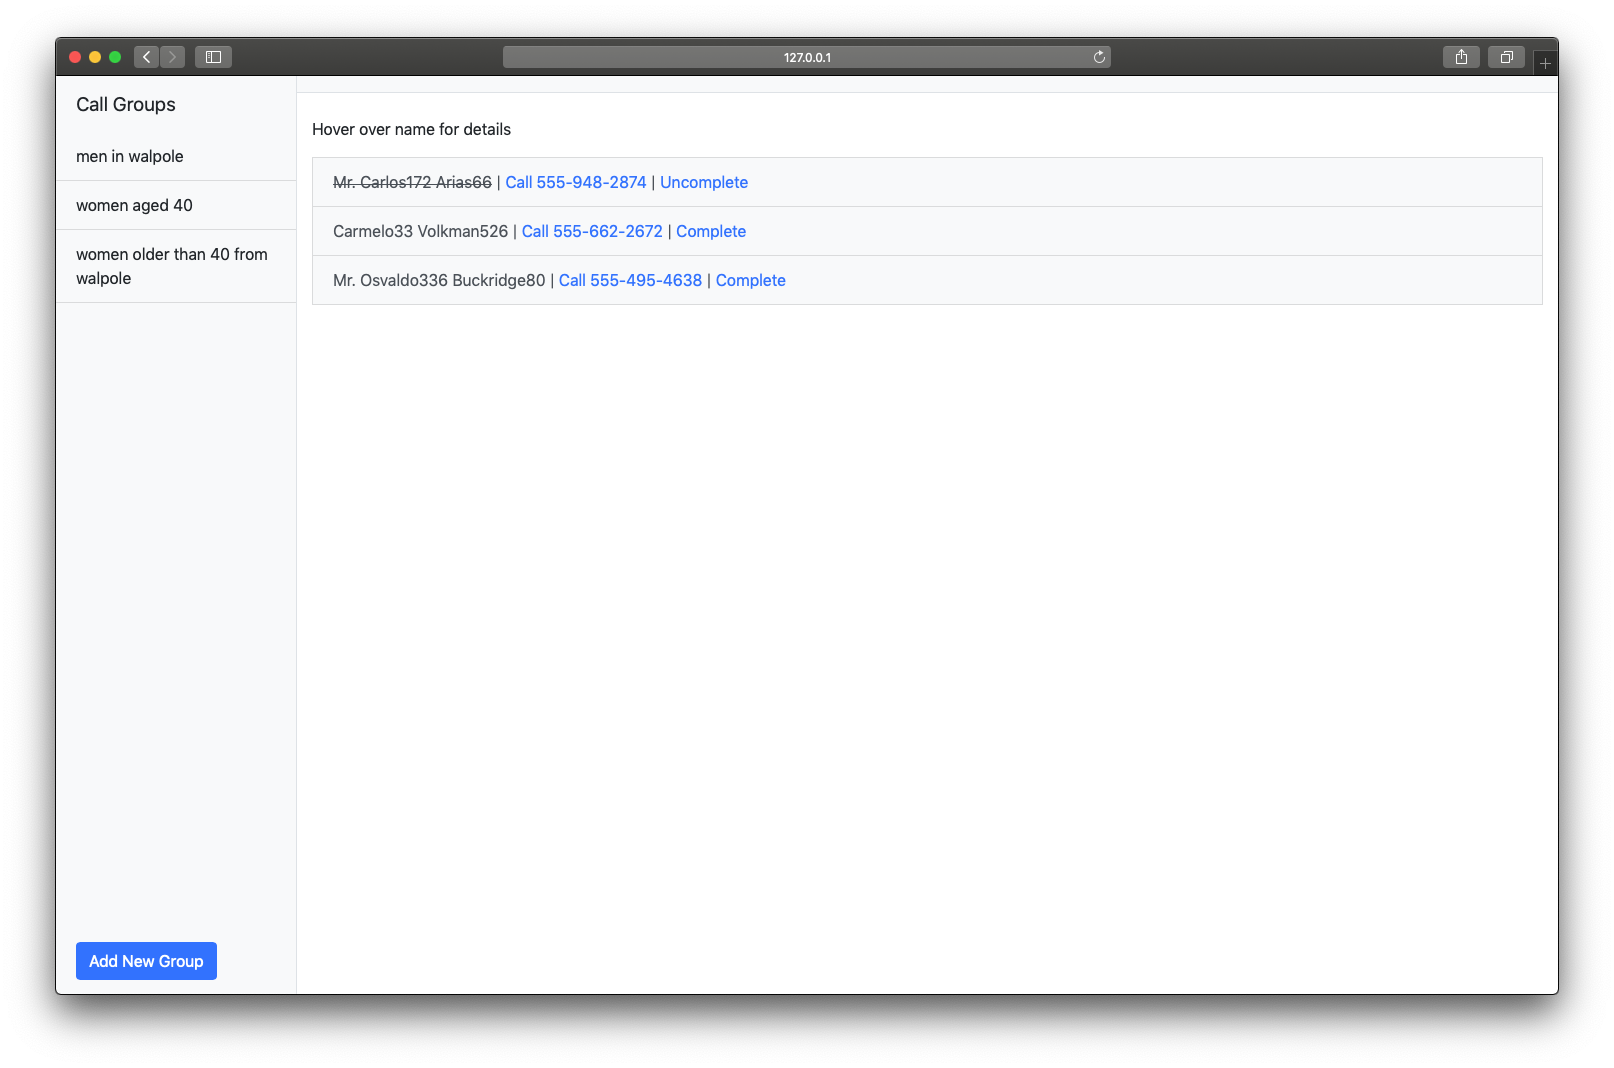 127.0.0.1
Call Groups
men in walpole
women aged 40
women older than 40 from
walpole
Add New Group
Hover over name for details
Mr. Carlos172 Arias66 | Call 555-948-2874 | Uncomplete
Carmelo33 Volkman526 | Call 555-662-2672 | Complete
Mr. Osvaldo336 Buckridge80 | Call 555-495-4638 | Complete